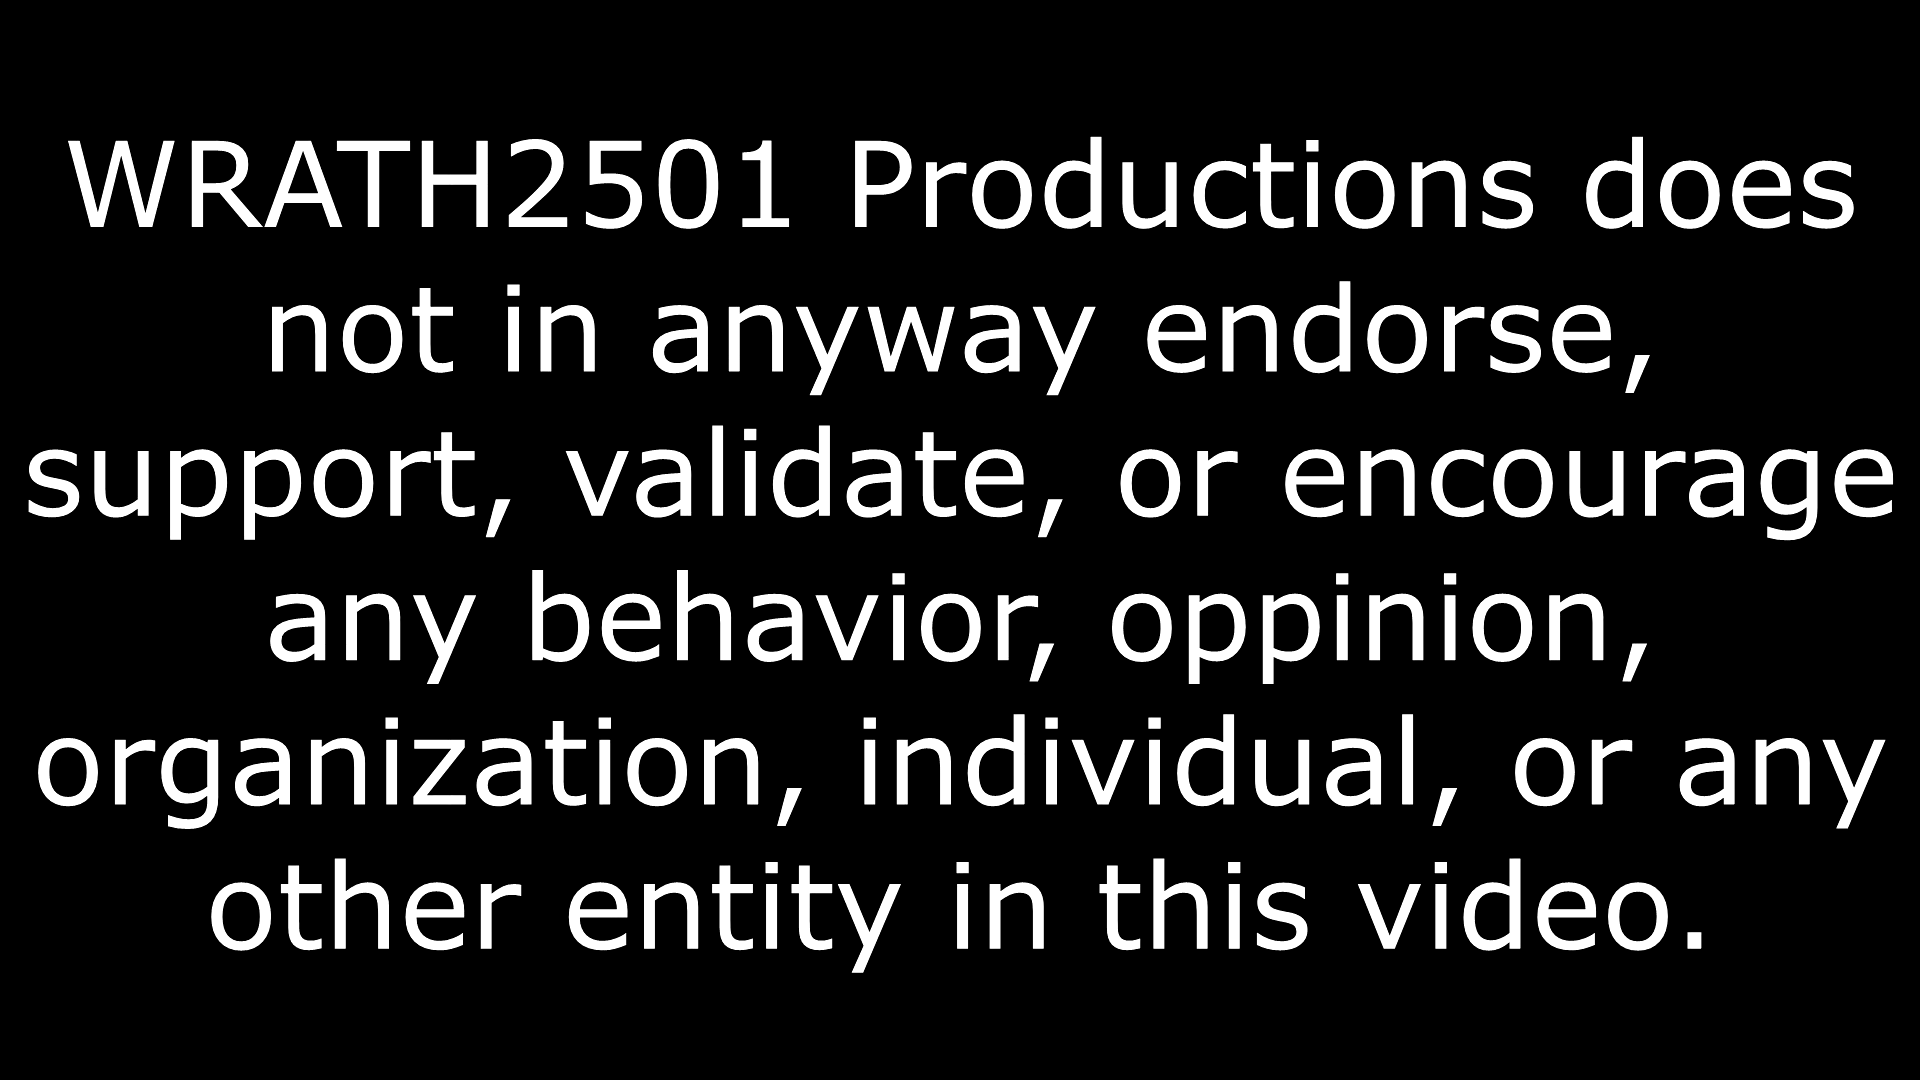 WRATH2501 Productions does
not in anyway endorse,
support, validate, or encourage
any behavior, oppinion,
organization, individual, or any
other entity in this video.